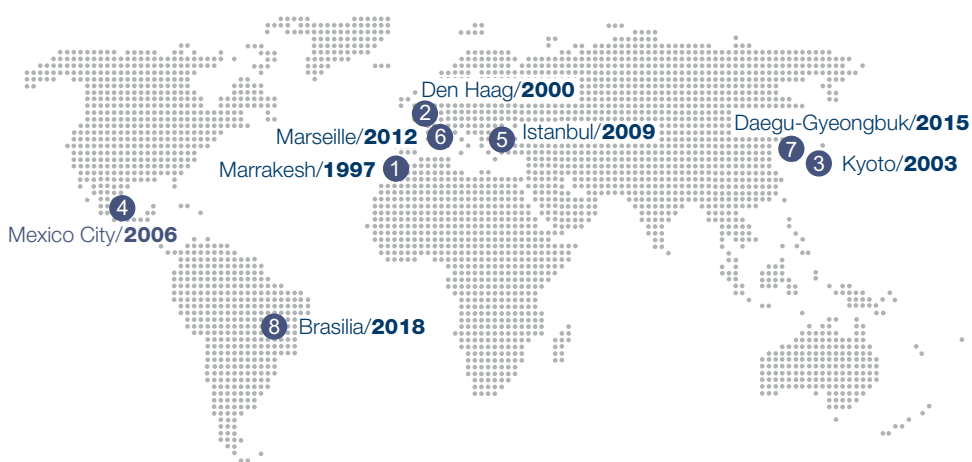 Den Haag/2000
2
Marseille/2012
6
5
Istanbul/2009
Daegu-Gyeongbuk/2015
7
Marrakesh/1997
1
3
Kyoto/2003
4
Mexico City/2006
8
Brasilia/2018